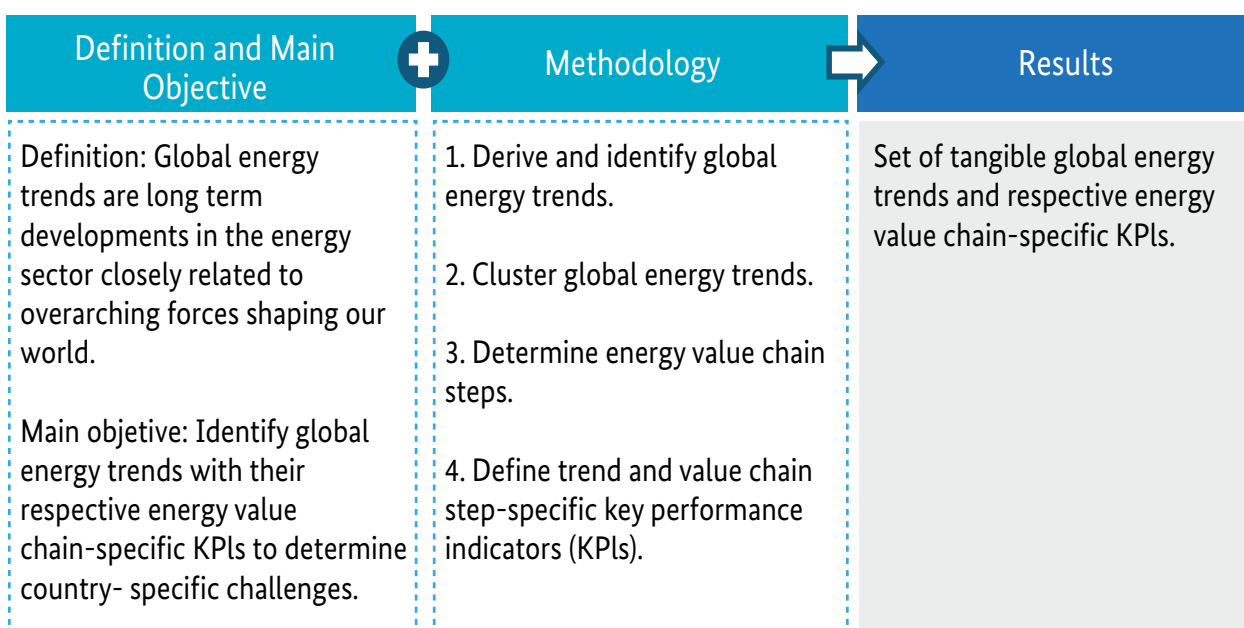 Definition and Main
Objective
Methodology
Results
Definition: Global energy
trends are long term
developments in the energy
sector closely related to
overarching forces shaping our
world.
Main objetive: Identify global
energy trends with their
respective energy value
chain-specific KPIs to determine
country- specific challenges.
1. Derive and identify global
energy trends.
2. Cluster global energy trends.
3. Determine energy value chain
steps.
4. Define trend and value chain
step-specific key performance
indicators (KPIs).
Set of tangible global energy
trends and respective energy
value chain-specific KPIs.